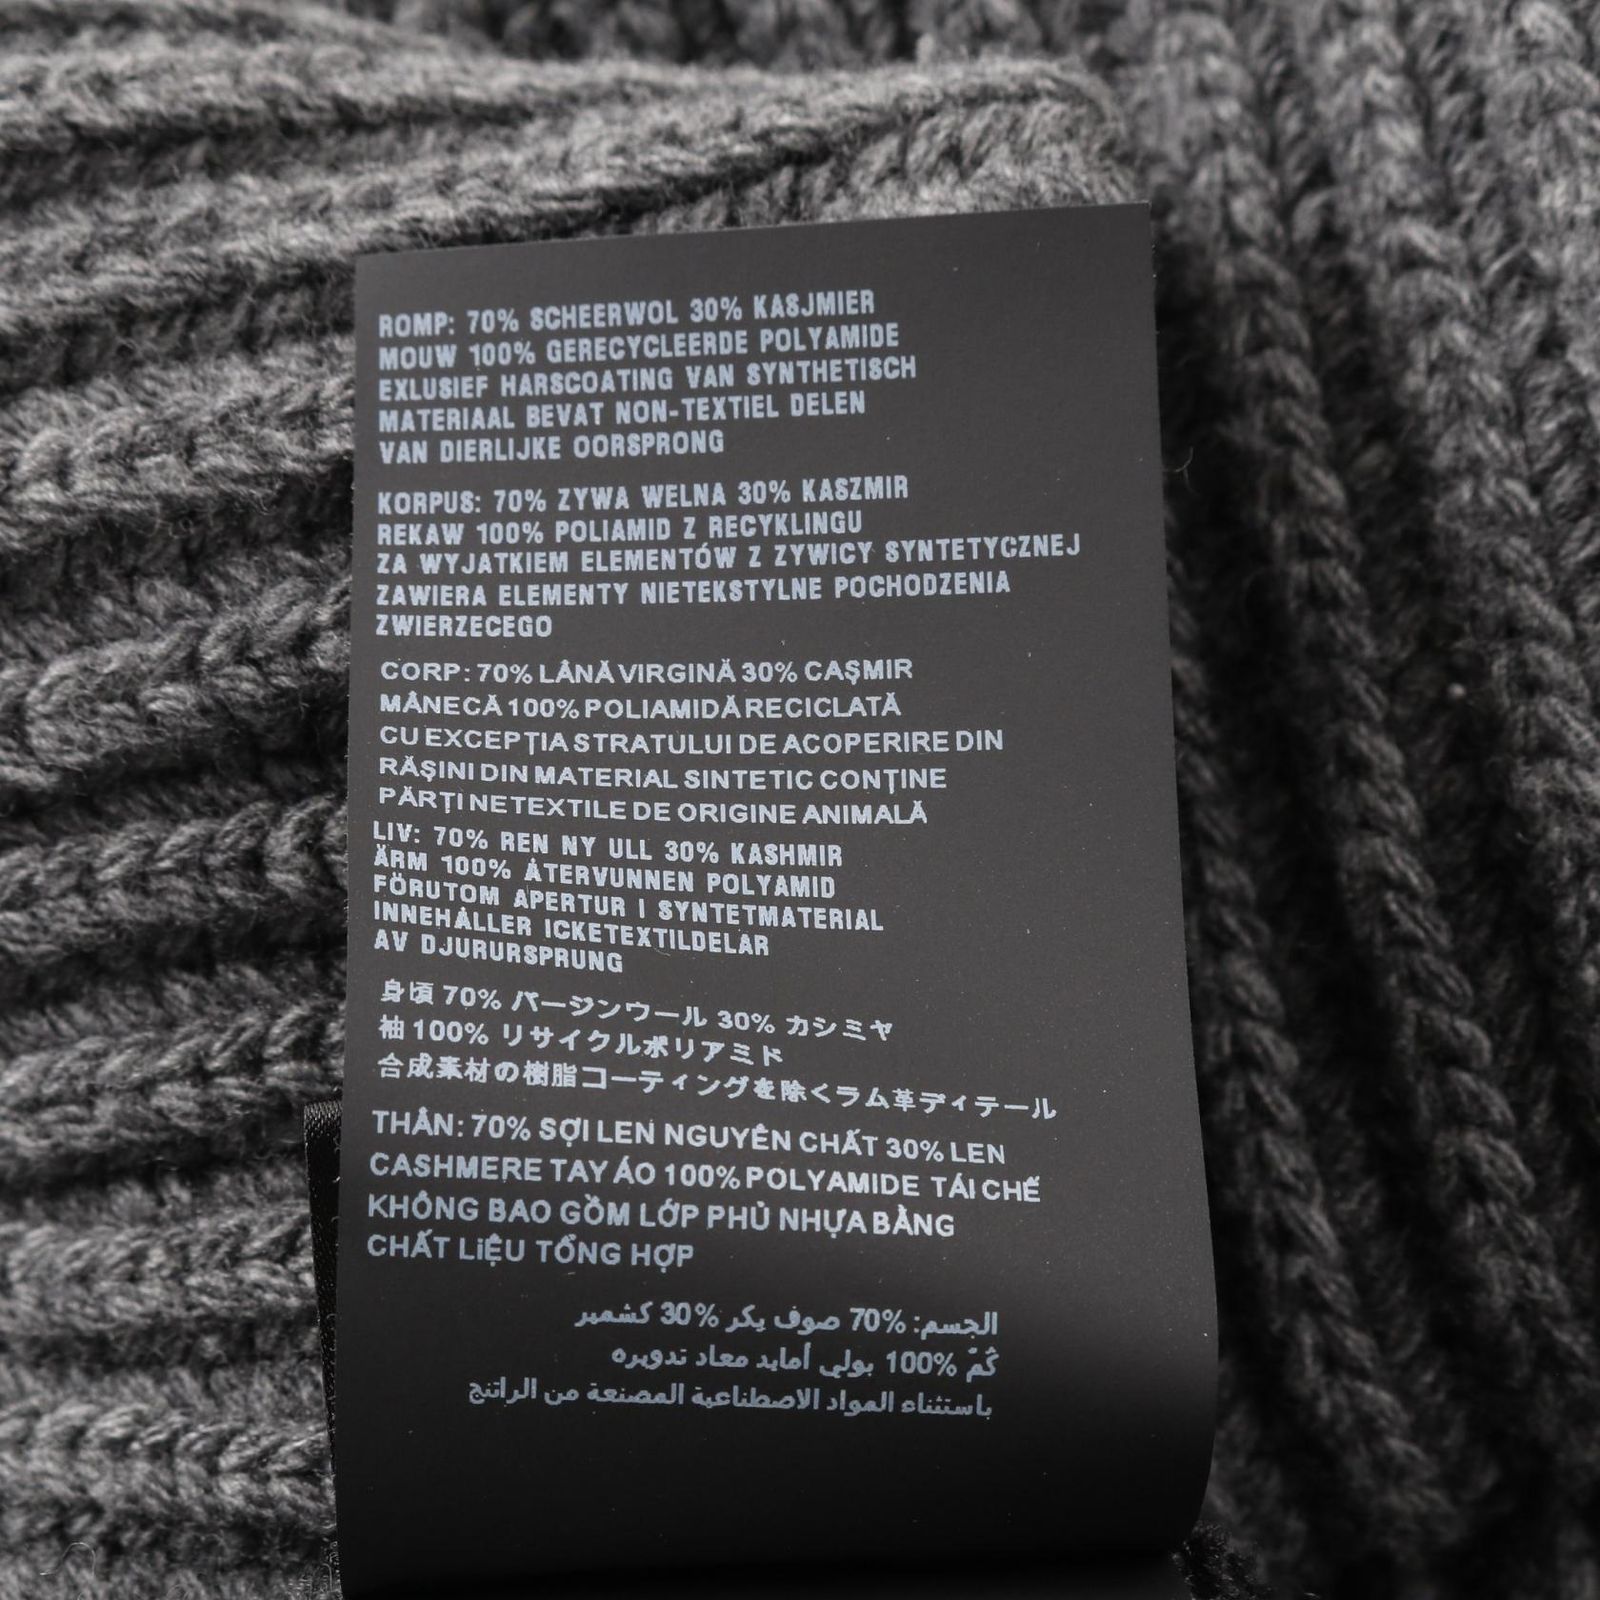 ROMP: 70% SCHEERWOL 30% KASJMIER
MOUW 100% GERECYCLEERDE POLYAMIDE
EXLUSIEF HARSCOATING VAN SYNTHETISCH
MATERIAAL BEVAT NON-TEXTIEL DELEN
VAN DIERLIJKE OORSPRONG
KORPUS: 70% ZYWA WELNA 30% KASZMIR
REKAW 100% POLIAMID Z RECYKLINGU
ZA WYJATKIEM ELEMENTÓW Z ZYWICY SYNTETYCZNEJ
ZAWIERA ELEMENTY NIETEKSTYLNE POCHODZENIA
ZWIERZECEGO
CORP: 70% LÂNĂ VIRGINĂ 30% CAȘMIR
MÂNECĂ 100% POLIAMIDĂ RECICLATĂ
CU EXCEPȚIA STRATULUI DE ACOPERIRE DIN
RĂȘINI DIN MATERIAL SINTETIC CONȚINE
PĂRȚI NETEXTILE DE ORIGINE ANIMALĂ
LIV: 70% REN NY ULL 30% KASHMIR
ÄRM 100% ÅTERVUNNEN POLYAMID
FÖRUTOM APERTUR I SYNTETMATERIAL
INNEHÅLLER ICKETEXTILDELAR
AV DJURURSPRUNG
身頃 70% バージンウール 30% カシミヤ
袖 100% リサイクルポリアミド
合成素材の樹脂コーティングを除くラム革ディテール
THÂN: 70% SỢI LEN NGUYÊN CHẤT 30% LEN
CASHMERE TAY ÁO 100% POLYAMIDE TÁI CHẾ
KHÔNG BAO GỒM LỚP PHỦ NHỰA BẰNG
CHẤT LiỆU TỔNG HỢP
الجسم: 70% صوف بكر 30% كشمير
كُمّ 100% بولي أمايد معاد تدويره
باستثناء المواد الاصطناعية المصنعة من الراتنج